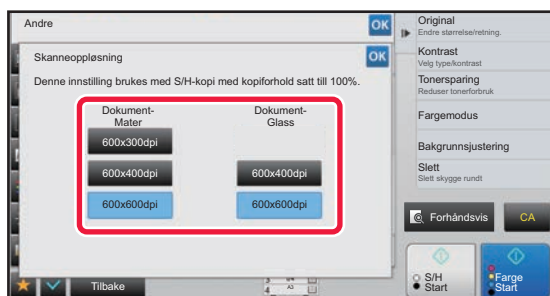 Andre
OK
Skanneoppløsning
OK
Denne innstilling brukes med S/H-kopi med kopiforhold satt till 100%.
Dokument-
Mater
Dokument-
Glass
600x300dpi
600x400dpi
600x400dpi
600x600dpi
600x600dpi
Tilbake
Original
Endre størrelse/retning.
Kontrast
Velg type/kontrast
Tonersparing
Reduser tonerforbruk
Fargemodus
Bakgrunnsjustering
Slett
Slett skygge rundt
Forhåndsvis
CA
S/H
Start
Farge
Start